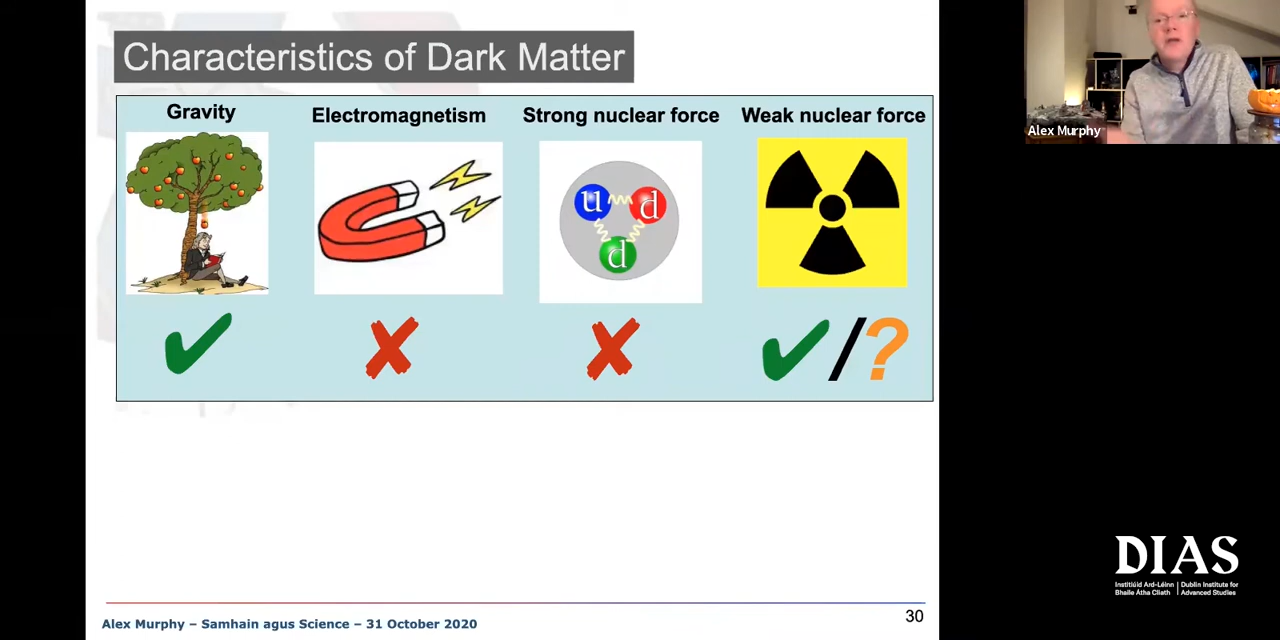 Characteristics of Dark Matter
Gravity
Electromagnetism
Strong nuclear force
Weak nuclear force
u
d
d
?
Alex Murphy
DIAS
Institiúid Ard-Léinn
Bhaile Átha Cliath
Dublin Institute for
Advanced Studies
30
Alex Murphy – Samhain agus Science – 31 October 2020